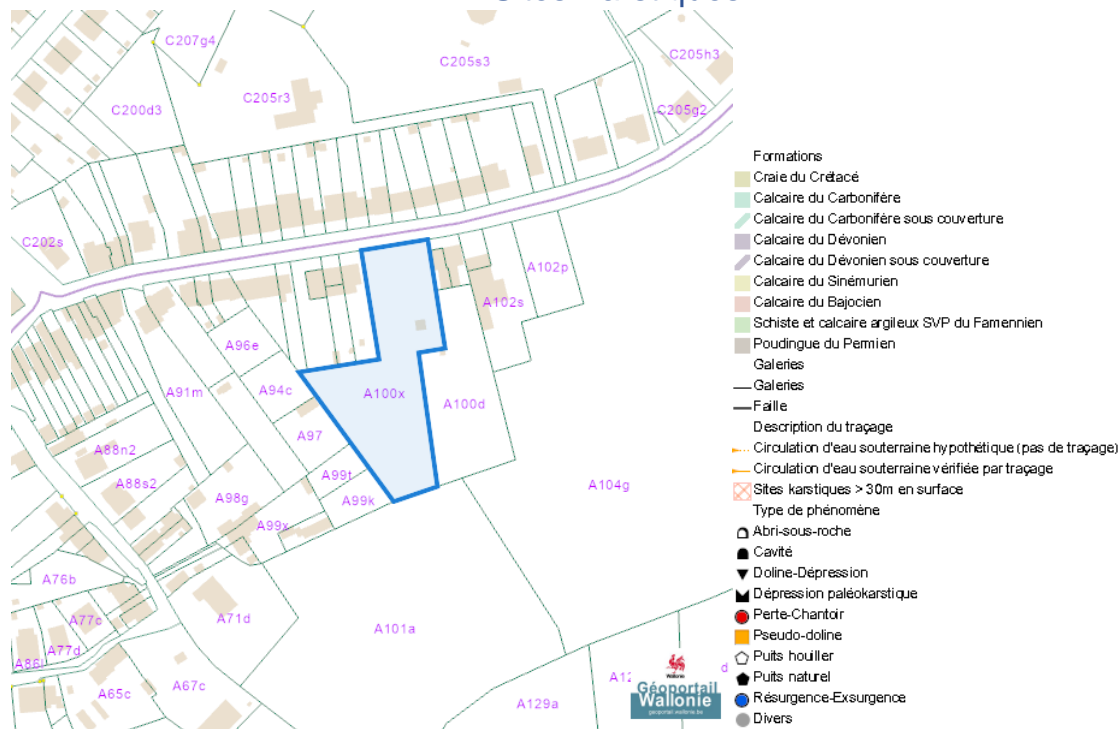 C207g4
C205s3
C205h3
C200d3
C205r3
C205g2
C202s
A102p
A102s
A96e
A91m
A94c
A100x
A100d
A97
A88n2
A88s2
A99t
A104g
A98g
A99k
A99x
A76b
A77c
A71d
A101a
A77d
A86l
A65c
A67c
A129a
Wallonie
Géoportail
Wallonie
geoportail.wallonie.be
Formations
Craie du Crétacé
Calcaire du Carbonifère
Calcaire du Carbonifère sous couverture
Calcaire du Dévonien
Calcaire du Dévonien sous couverture
Calcaire du Sinémurien
Calcaire du Bajocien
Schiste et calcaire argileux SVP du Famennien
Poudingue du Permien
Galeries
Galeries
Faille
Description du traçage
Circulation d'eau souterraine hypothétique (pas de traçage)
Circulation d'eau souterraine vérifiée par traçage
Sites karstiques > 30m en surface
Type de phénomène
Abri-sous-roche
Cavité
Doline-Dépression
Dépression paléokarstique
Perte-Chantoir
Pseudo-doline
Puits houiller
Puits naturel
Résurgence-Exsurgence
Divers